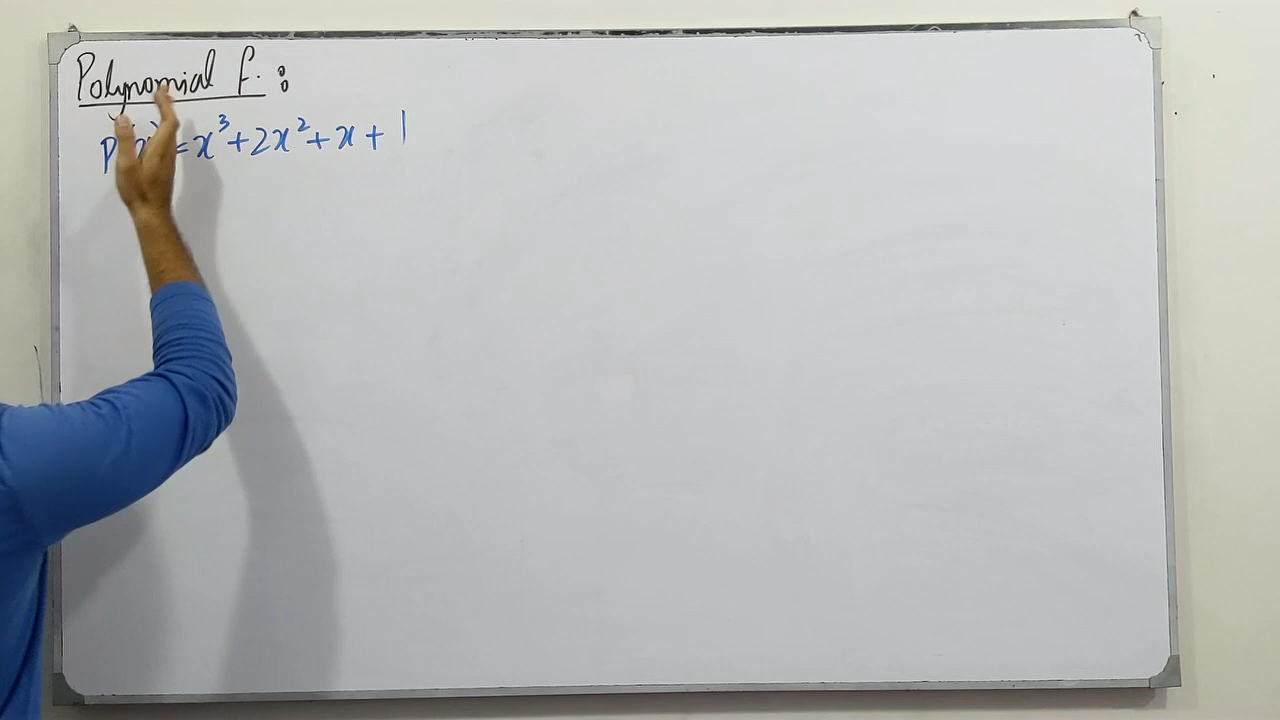 Polynomial f. :
P(x) = x³+2x²+x+1